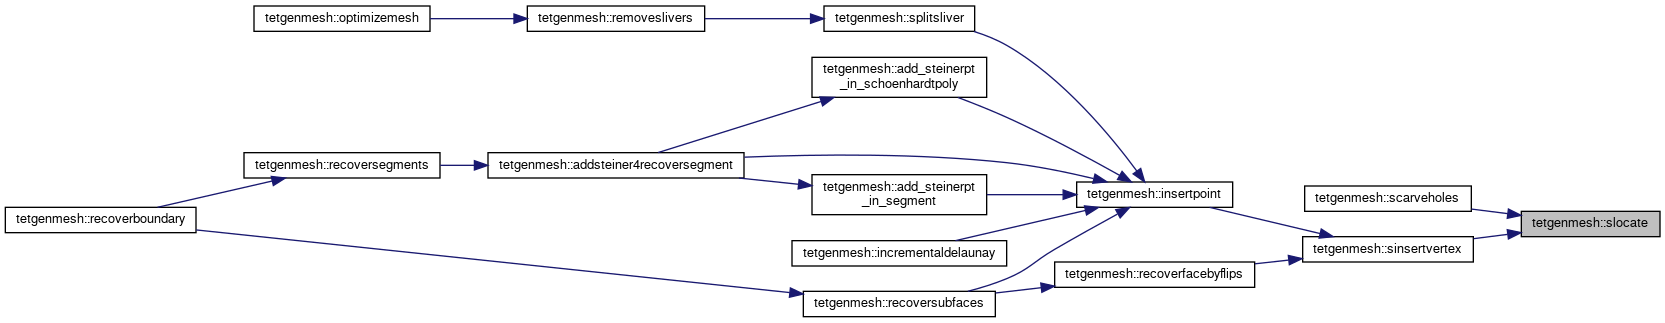 tetgenmesh::optimizemesh
tetgenmesh::removeslivers
tetgenmesh::splitsliver
tetgenmesh::add_steinerpt
_in_schoenhardtpoly
tetgenmesh::recoversegments
tetgenmesh::addsteiner4recoversegment
tetgenmesh::add_steinerpt
_in_segment
tetgenmesh::insertpoint
tetgenmesh::scarveholes
tetgenmesh::recoverboundary
tetgenmesh::slocate
tetgenmesh::incrementaldelaunay
tetgenmesh::sinsertvertex
tetgenmesh::recoverfacebyflips
tetgenmesh::recoversubfaces